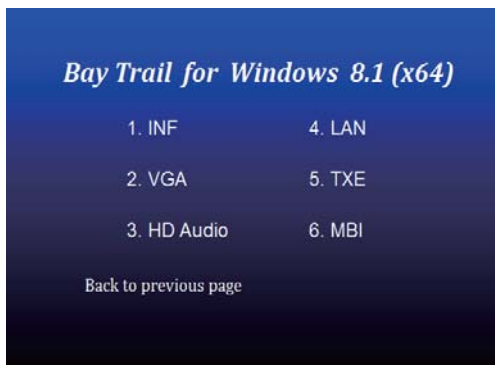 Bay Trail for Windows 8.1 (x64)
1. INF
4. LAN
2. VGA
5. TXE
3. HD Audio
6. MBI
Back to previous page